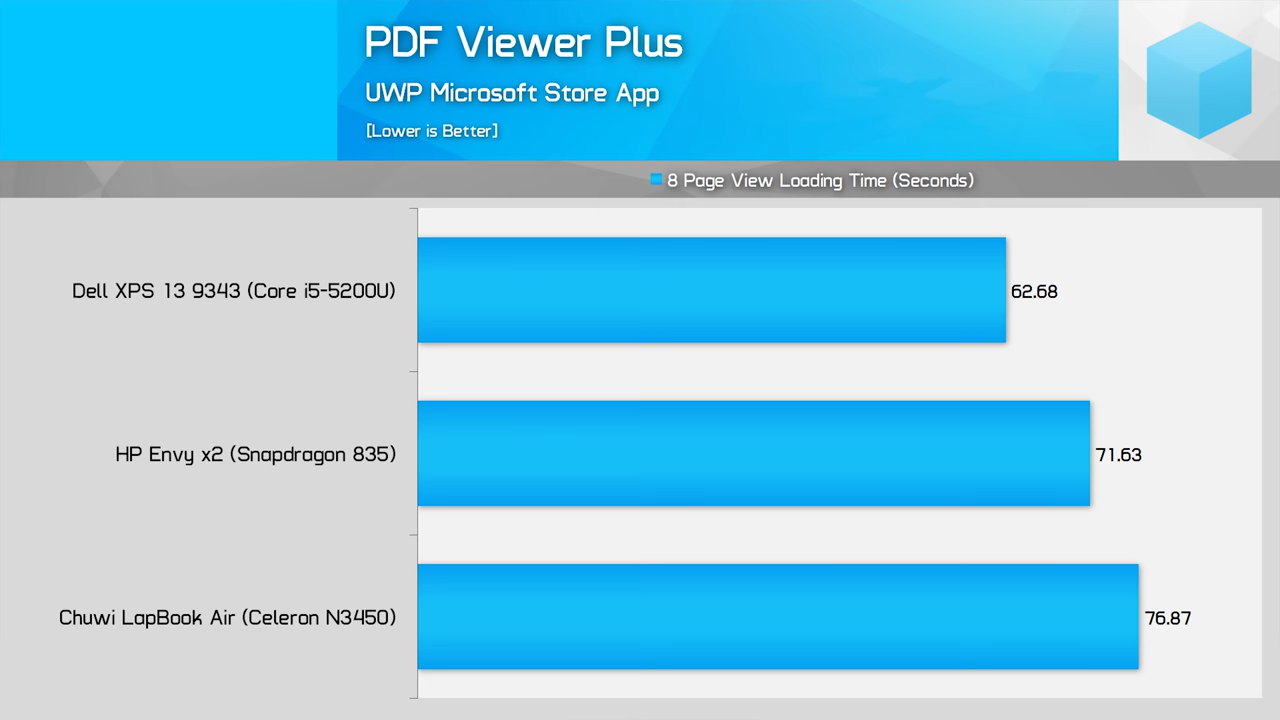 PDF Viewer Plus
UWP Microsoft Store App
[Lower is Better]
8 Page View Loading Time (Seconds)
Dell XPS 13 9343 (Core i5-5200U)
62.68
HP Envy x2 (Snapdragon 835)
71.63
Chuwi LapBook Air (Celeron N3450)
76.87